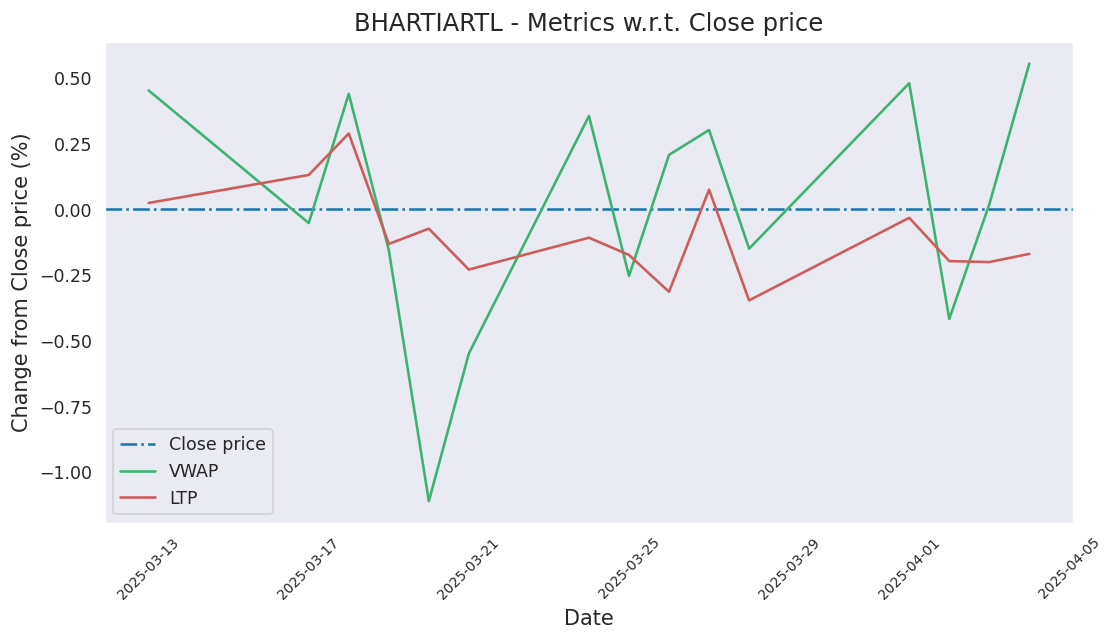 BHARTIARTL - Metrics w.r.t. Close price
Change from Close price (%)
0.50
0.25
0.00
−0.25
−0.50
−0.75
−1.00
Close price
VWAP
LTP
2025-03-13
2025-03-17
2025-03-21
2025-03-25
2025-03-29
2025-04-01
2025-04-05
Date